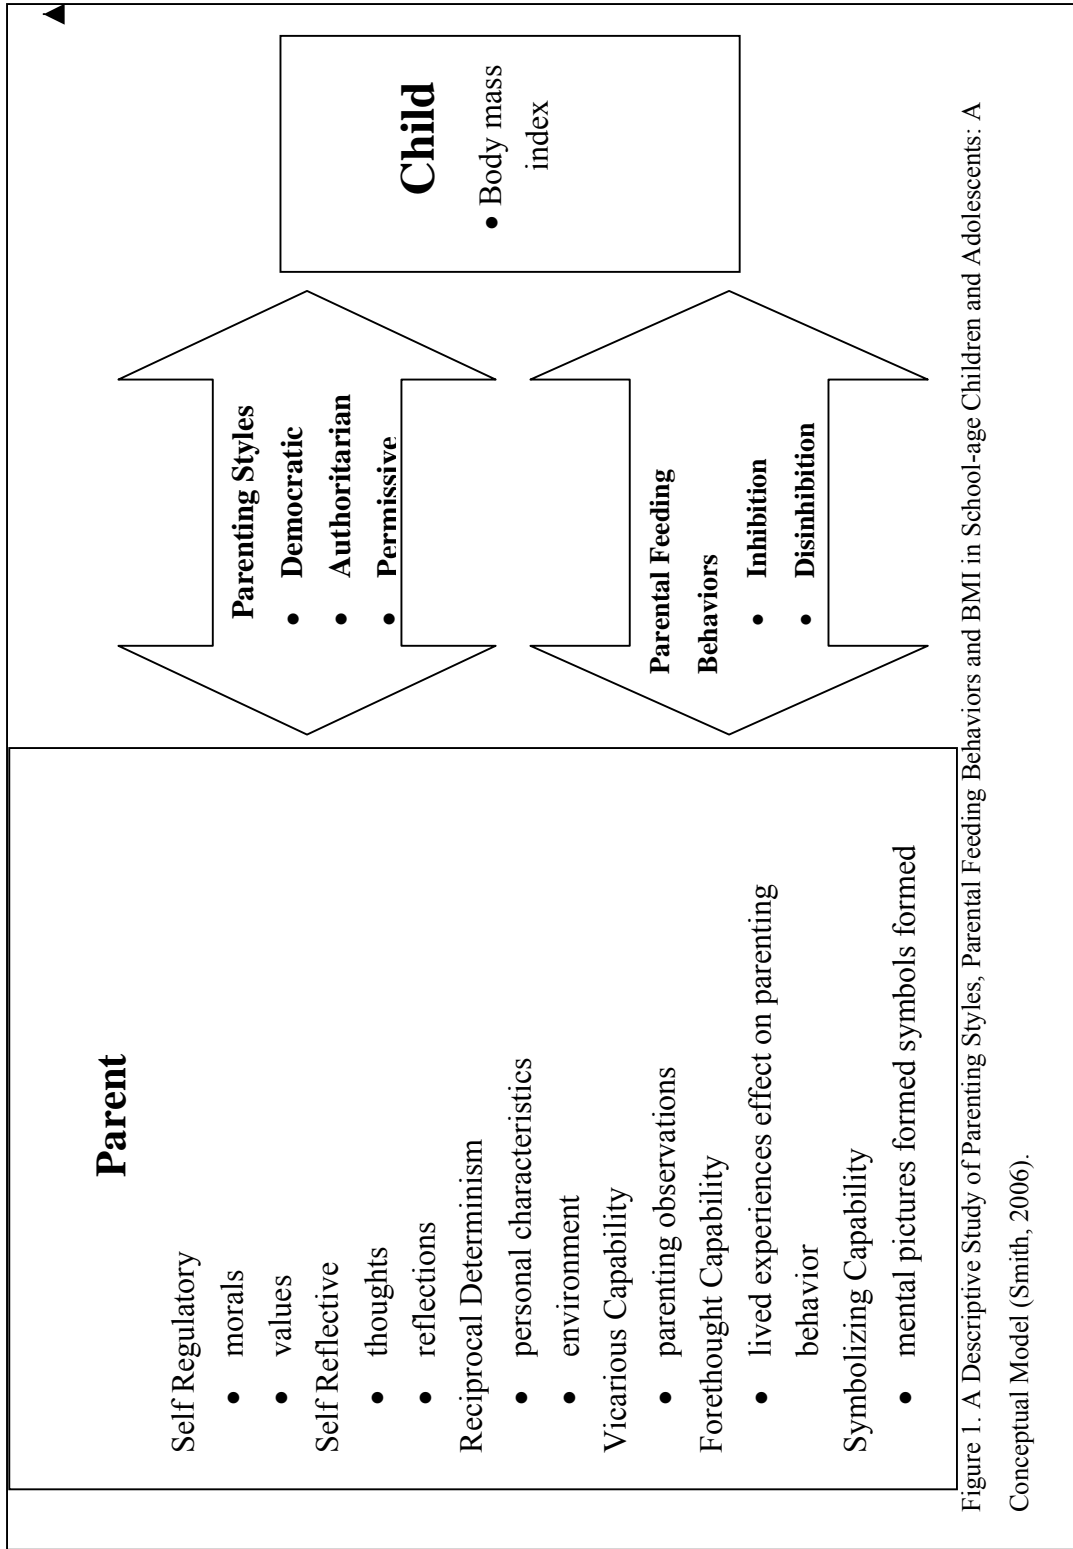 Parent
Self Regulatory
• morals
• values
Self Reflective
• thoughts
• reflections
Reciprocal Determinism
• personal characteristics
• environment
Vicarious Capability
• parenting observations
Forethought Capability
• lived experiences effect on parenting
behavior
Symbolizing Capability
• mental pictures formed symbols formed
Parenting Styles
• Democratic
• Authoritarian
• Permissive
Parental Feeding
Behaviors
• Inhibition
• Disinhibition
Child
• Body mass
index
Figure 1. A Descriptive Study of Parenting Styles, Parental Feeding Behaviors and BMI in School-age Children and Adolescents: A
Conceptual Model (Smith, 2006).